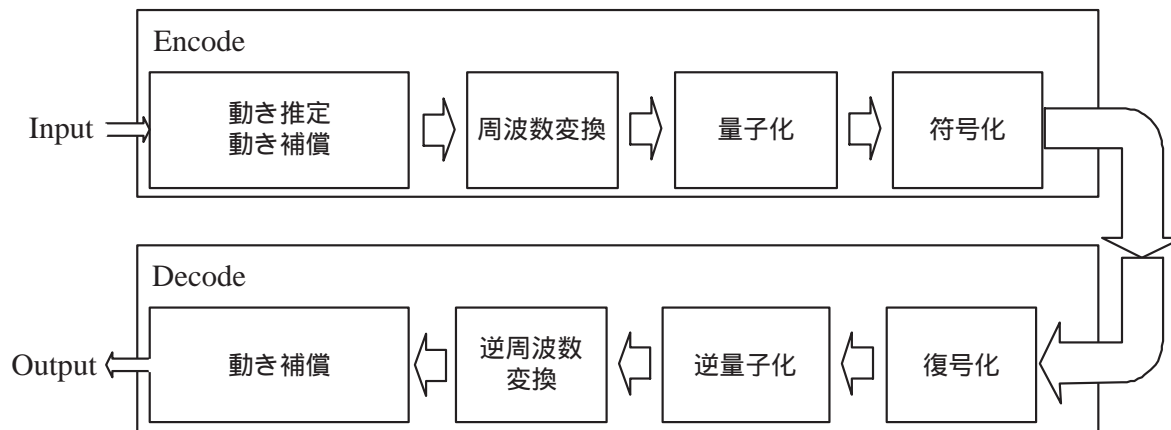 Encode
Input
動き推定
動き補償
周波数変換
量子化
符号化
Decode
Output
動き補償
逆周波数
変換
逆量子化
復号化